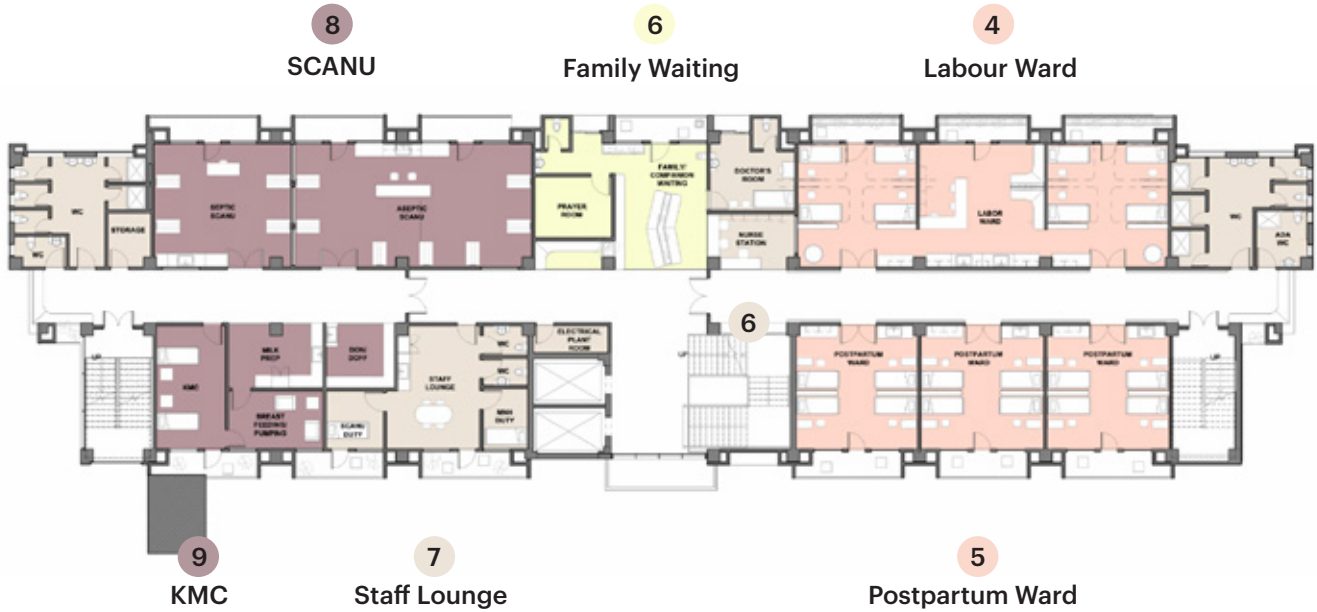 8
6
4
SCANU
Family Waiting
Labour Ward
SEPTIC
SCANU
ASEPTIC
SCANU
FAMILY/
COMPANION
WAITING
PRAYER
ROOM
DOCTOR'S
ROOM
NURSE
STATION
LABOR
WARD
WC
STORAGE
WC
WC
ADA
WC
6
UP
KMC
MILK
PREP
DON/
DOFF
BREAST
FEEDING/
PUMPING
SCANU
DUTY
STAFF
LOUNGE
WC
WC
MNH
DUTY
ELECTRICAL
PLANT
ROOM
UP
POSTPARTUM
WARD
POSTPARTUM
WARD
POSTPARTUM
WARD
UP
9
7
5
KMC
Staff Lounge
Postpartum Ward